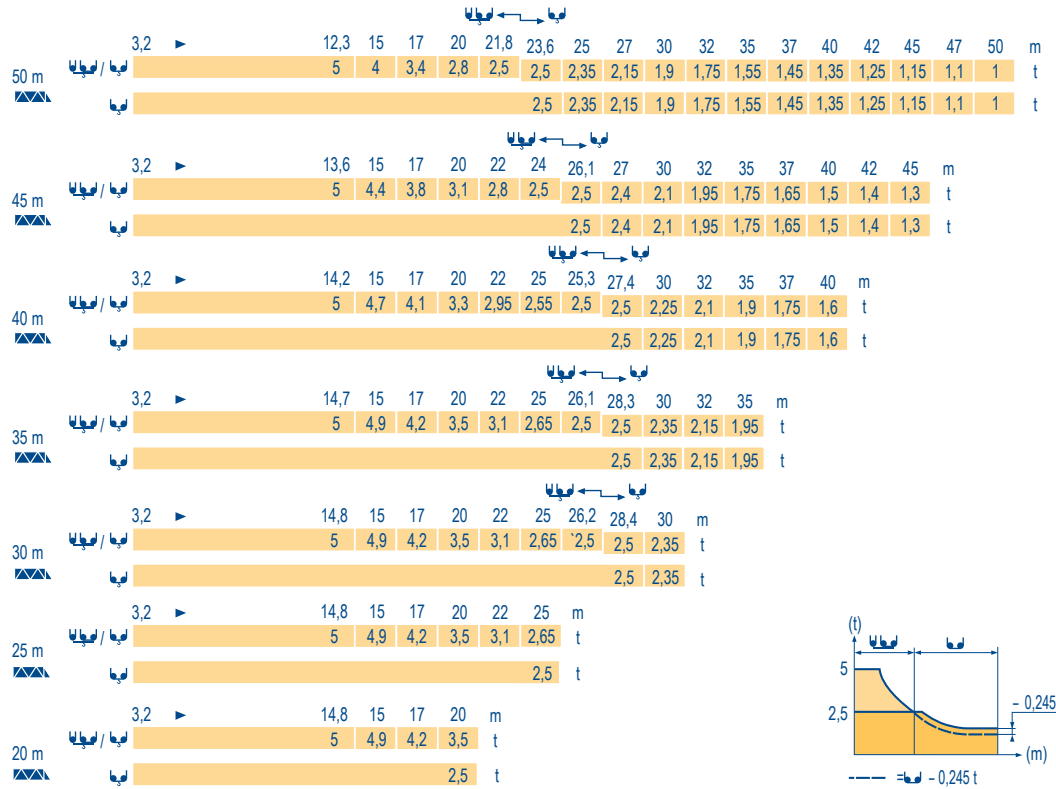 3,2 12,3 15 17 20 21,8 23,6 25 27 30 32 35 37 40 42 45 47 50 m
50 m / 3 5 4 3,4 2,8 2,5 2,5 2,35 2,15 1,9 1,75 1,55 1,45 1,35 1,25 1,15 1,1 1 t
2,5 2,35 2,15 1,9 1,75 1,55 1,45 1,35 1,25 1,15 1,1 1 t
3,2 13,6 15 17 20 22 24 26,1 27 30 32 35 37 40 42 45 m
45 m / 3 5 4,4 3,8 3,1 2,8 2,5 2,5 2,4 2,1 1,95 1,75 1,65 1,5 1,4 1,3 t
2,5 2,4 2,1 1,95 1,75 1,65 1,5 1,4 1,3 t
3,2 14,2 15 17 20 22 25 25,3 27,4 30 32 35 37 40 m
40 m / 3 5 4,7 4,1 3,3 2,95 2,55 2,5 2,5 2,25 2,1 1,9 1,75 1,6 t
2,5 2,25 2,1 1,9 1,75 1,6 t
3,2 14,7 15 17 20 22 25 26,1 28,3 30 32 35 m
35 m / 3 5 4,9 4,2 3,5 3,1 2,65 2,5 2,5 2,35 2,15 1,95 t
2,5 2,35 2,15 1,95 t
3,2 14,8 15 17 20 22 25 26,2 28,4 30 m
30 m / 3 5 4,9 4,2 3,5 3,1 2,65 `2,5 2,5 2,35 t
2,5 2,35 t
3,2 14,8 15 17 20 22 25 m
25 m / 3 5 4,9 4,2 3,5 3,1 2,65 t
2,5 t
3,2 14,8 15 17 20 m
20 m / 3 5 4,9 4,2 3,5 t
2,5 t
(t)
5
2,5
– 0,245
(m)
= – 0,245 t